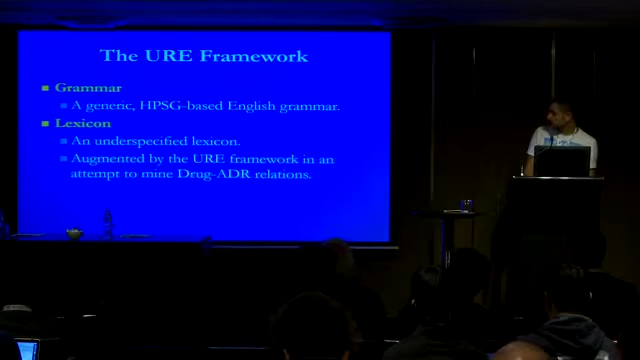 The URE Framework
Grammar
A generic, HPSG-based English grammar.
Lexicon
An underspecified lexicon.
Augmented by the URE framework in an
attempt to mine Drug-ADR relations.